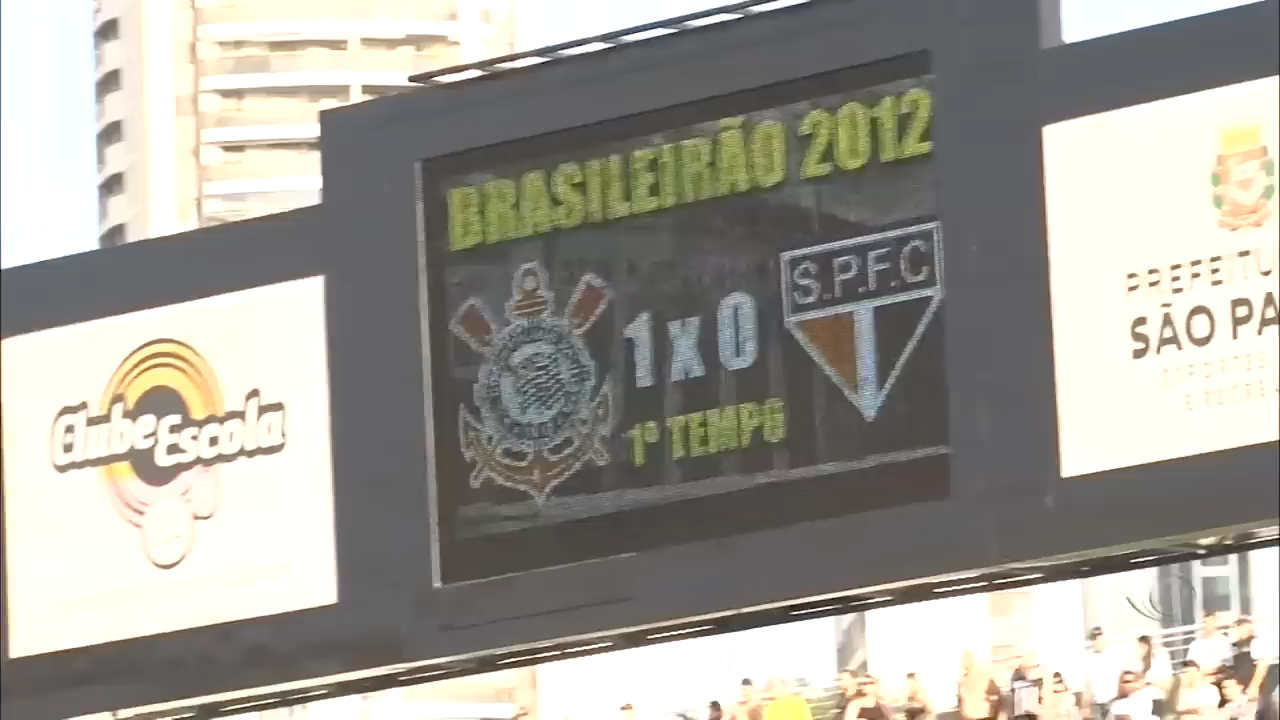 BRASILEIRÃO 2012
S.P.F.C
1 x 0
1º TEMPO
Clube Escola
PREFEITU
SÃO PA